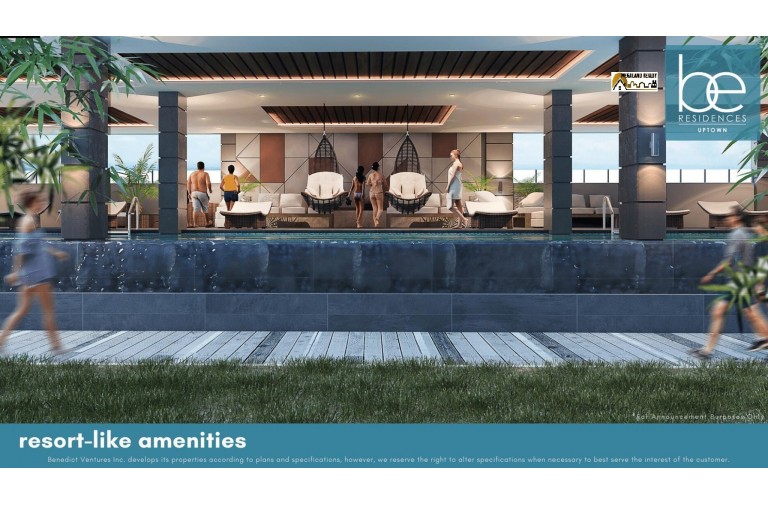 MEGALAND REALTY
be
RESIDENCES
UPTOWN
*For Announcement Purposes Only
resort-like amenities
Benedict Ventures Inc. develops its properties according to plans and specifications, however, we reserve the right to alter specifications when necessary to best serve the interest of the customer.